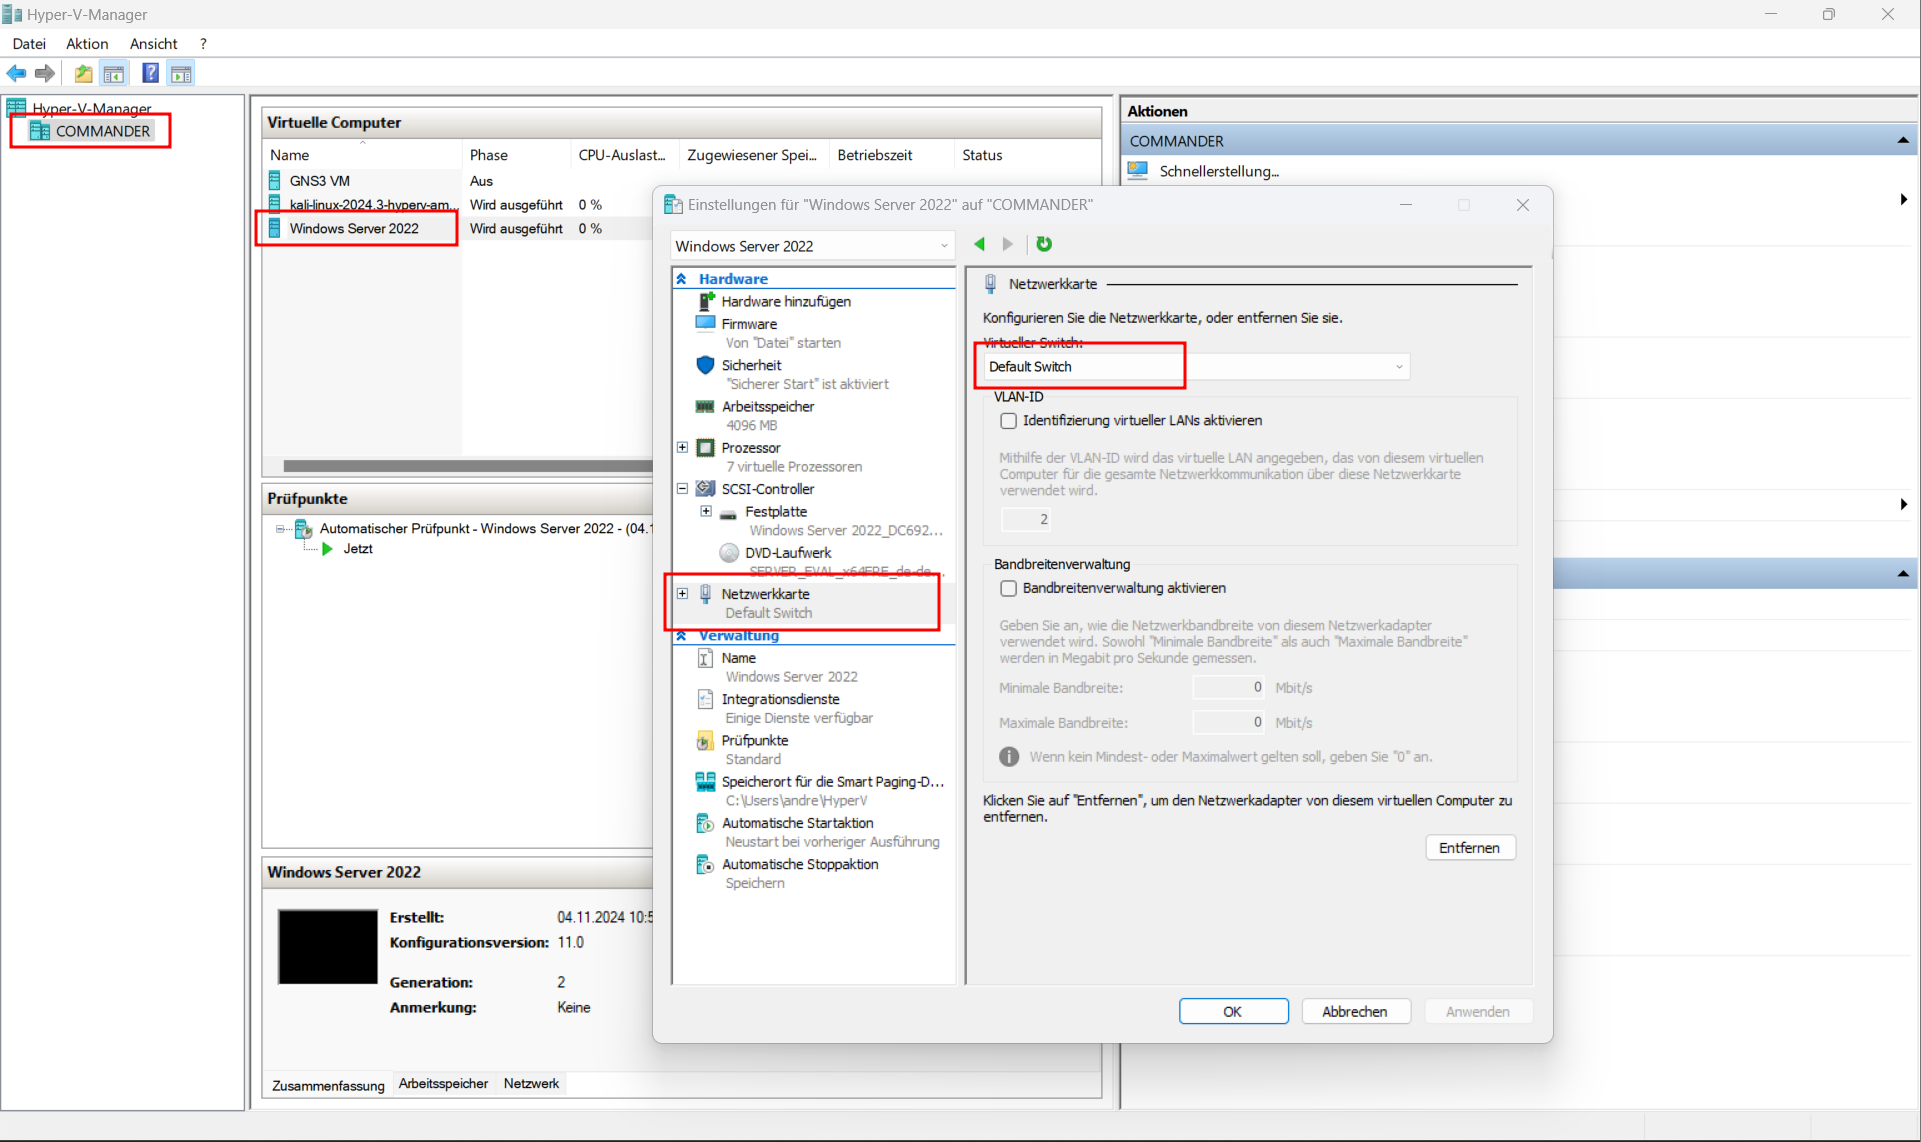 Hyper-V-Manager
Datei Aktion Ansicht ?
Hyper-V-Manager
COMMANDER
Virtuelle Computer
Name Phase CPU-Auslast... Zugewiesener Spei... Betriebszeit Status
GNS3 VM Aus
kali-linux-2024.3-hyperv-am... Wird ausgeführt 0 %
Windows Server 2022 Wird ausgeführt 0 %
Prüfpunkte
Automatischer Prüfpunkt - Windows Server 2022 - (04.1
Jetzt
Windows Server 2022
Erstellt: 04.11.2024 10:5
Konfigurationsversion: 11.0
Generation: 2
Anmerkung: Keine
Zusammenfassung Arbeitsspeicher Netzwerk
Aktionen
COMMANDER
Schnellerstellung...
Einstellungen für "Windows Server 2022" auf "COMMANDER"
Windows Server 2022
Hardware
Hardware hinzufügen
Firmware
Von "Datei" starten
Sicherheit
"Sicherer Start" ist aktiviert
Arbeitsspeicher
4096 MB
Prozessor
7 virtuelle Prozessoren
SCSI-Controller
Festplatte
Windows Server 2022_DC692...
DVD-Laufwerk
SERVER_EVAL_x64FRE_de-de...
Netzwerkkarte
Default Switch
Verwaltung
Name
Windows Server 2022
Integrationsdienste
Einige Dienste verfügbar
Prüfpunkte
Standard
Speicherort für die Smart Paging-D...
C:\Users\andre\HyperV
Automatische Startaktion
Neustart bei vorheriger Ausführung
Automatische Stoppaktion
Speichern
Netzwerkkarte
Konfigurieren Sie die Netzwerkkarte, oder entfernen Sie sie.
Virtueller Switch:
Default Switch
VLAN-ID
Identifizierung virtueller LANs aktivieren
Mithilfe der VLAN-ID wird das virtuelle LAN angegeben, das von diesem virtuellen
Computer für die gesamte Netzwerkkommunikation über diese Netzwerkkarte
verwendet wird.
2
Bandbreitenverwaltung
Bandbreitenverwaltung aktivieren
Geben Sie an, wie die Netzwerkbandbreite von diesem Netzwerkadapter
verwendet wird. Sowohl "Minimale Bandbreite" als auch "Maximale Bandbreite"
werden in Megabit pro Sekunde gemessen.
Minimale Bandbreite: 0 Mbit/s
Maximale Bandbreite: 0 Mbit/s
Wenn kein Mindest- oder Maximalwert gelten soll, geben Sie "0" an.
Klicken Sie auf "Entfernen", um den Netzwerkadapter von diesem virtuellen Computer zu
entfernen.
Entfernen
OK Abbrechen Anwenden